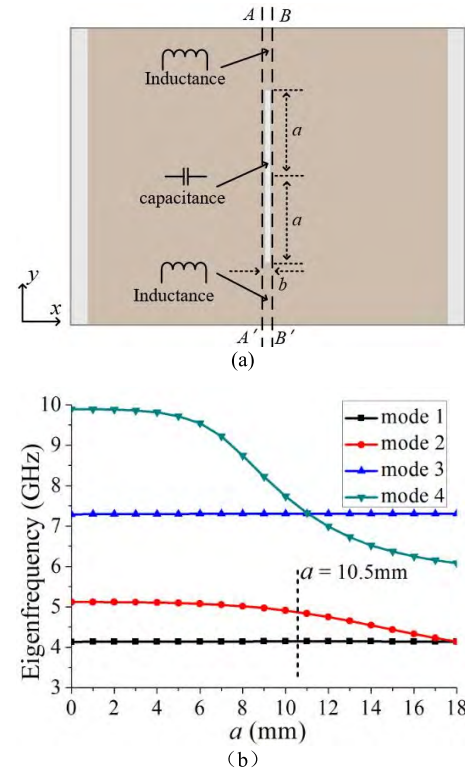 A B
Inductance
a
capacitance
a
Inductance
b
y
x
A′ B′
(a)
10
9
8
7
6
5
4
3
Eigenfrequency (GHz)
mode 1
mode 2
mode 3
mode 4
a = 10.5mm
0 2 4 6 8 10 12 14 16 18
a (mm)
（b）